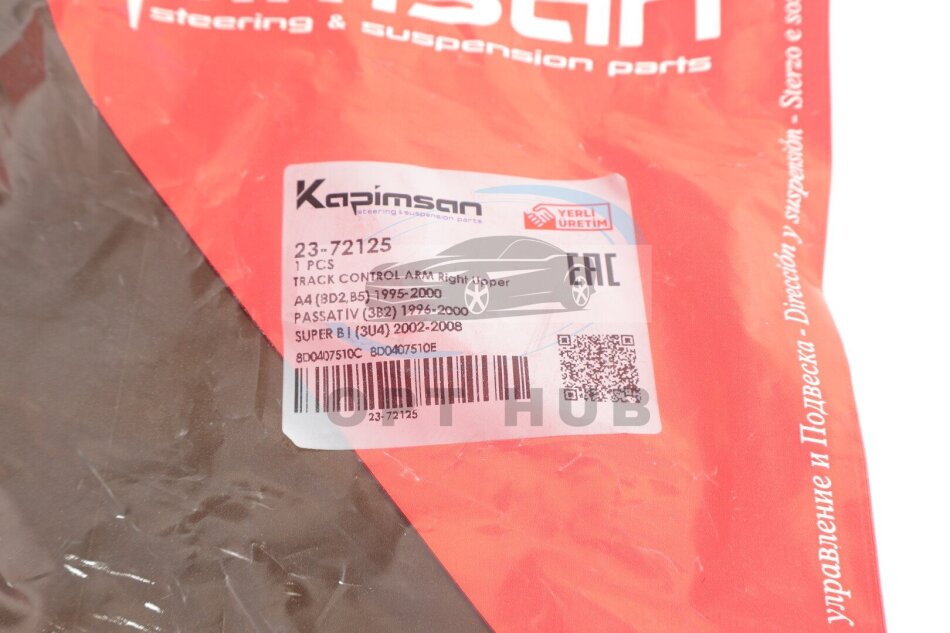 steering & suspension parts
Kapimsan
steering & suspension parts
YERLİ
ÜRETİM
23-72125
1 PCS
TRACK CONTROL ARM Right Upper
A4 (8D2,B5) 1995-2000
PASSAT IV (3B2) 1996-2000
SUPER B I (3U4) 2002-2008
8D0407510C 8D0407510E
23-72125
EAC
OPT HUB
управление и Подвеска - Dirección y suspensión - Sterzo e